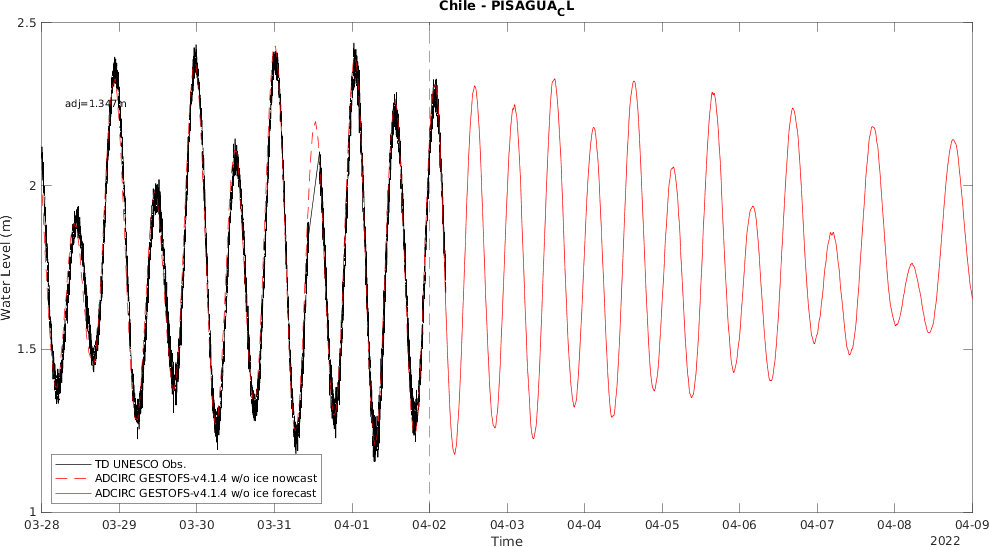 Chile - PISAGUA_CL
2.5
adj=1.347m
2
Water Level (m)
1.5
TD UNESCO Obs.
ADCIRC GESTOFS-v4.1.4 w/o ice nowcast
ADCIRC GESTOFS-v4.1.4 w/o ice forecast
1
03-28 03-29 03-30 03-31 04-01 04-02 04-03 04-04 04-05 04-06 04-07 04-08 04-09
Time
2022